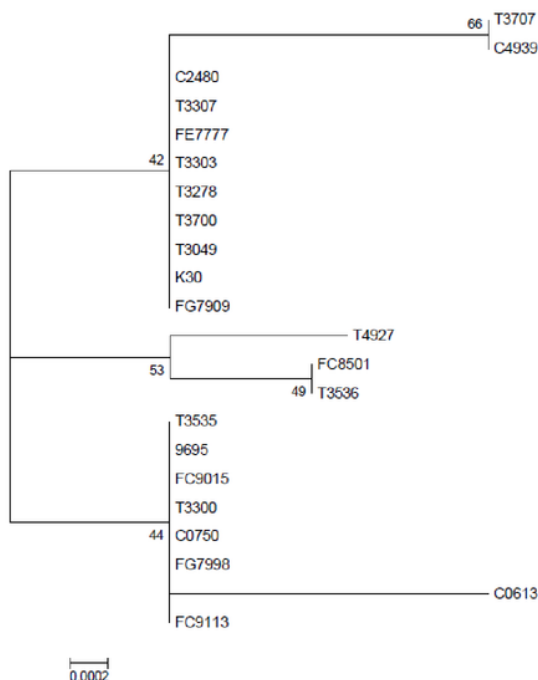 66
T3707
C4939
C2480
T3307
FE7777
42
T3303
T3278
T3700
T3049
K30
FG7909
T4927
53
FC8501
49
T3536
T3535
9695
FC9015
T3300
44
C0750
FG7998
C0613
FC9113
0.0002